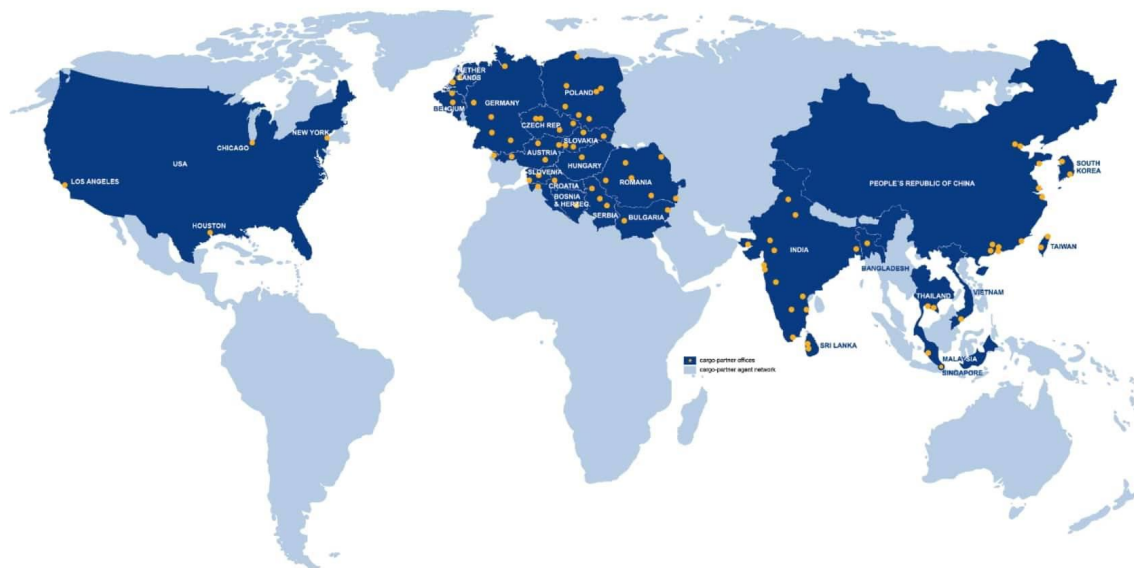 NETHER
LANDS
BELGIUM
GERMANY
POLAND
CZECH REP.
SLOVAKIA
AUSTRIA
HUNGARY
SLOVENIA
CROATIA
ROMANIA
BOSNIA
& HERZEG.
SERBIA
BULGARIA
NEW YORK
CHICAGO
USA
LOS ANGELES
HOUSTON
SOUTH
KOREA
PEOPLE´S REPUBLIC OF CHINA
TAIWAN
INDIA
BANGLADESH
THAILAND
VIETNAM
SRI LANKA
MALAYSIA
SINGAPORE
cargo-partner offices
cargo-partner agent network